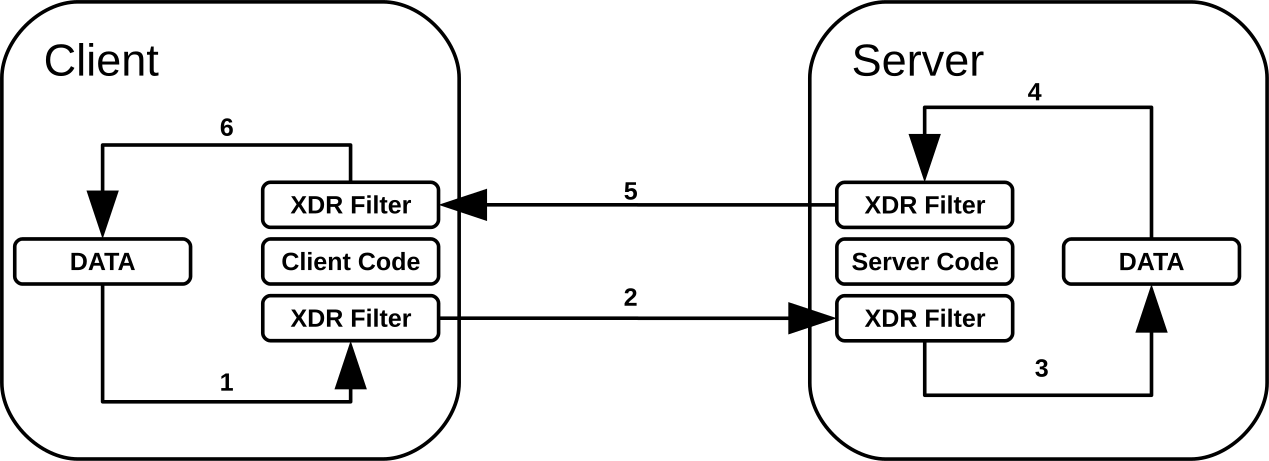 Client
Server
4
6
XDR Filter
5
XDR Filter
DATA
Client Code
Server Code
DATA
XDR Filter
2
XDR Filter
1
3